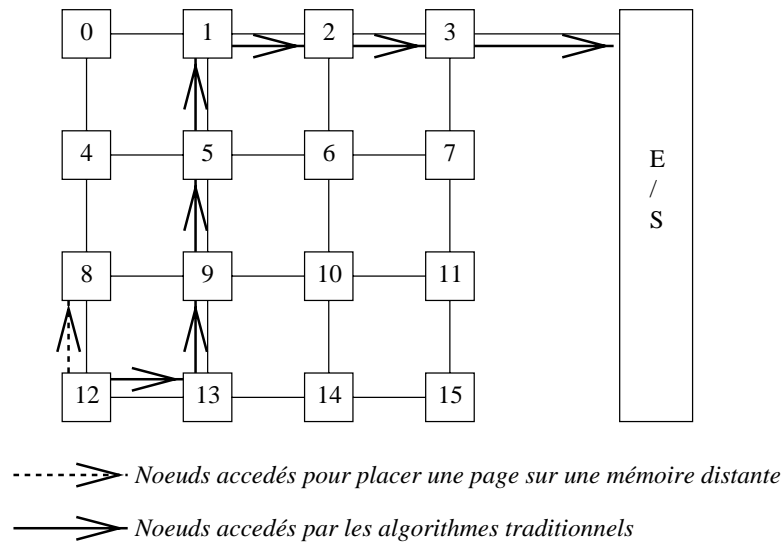 0 1 2 3
4 5 6 7
E
/
S
8 9 10 11
12 13 14 15
Noeuds accedés pour placer une page sur une mémoire distante
Noeuds accedés par les algorithmes traditionnels